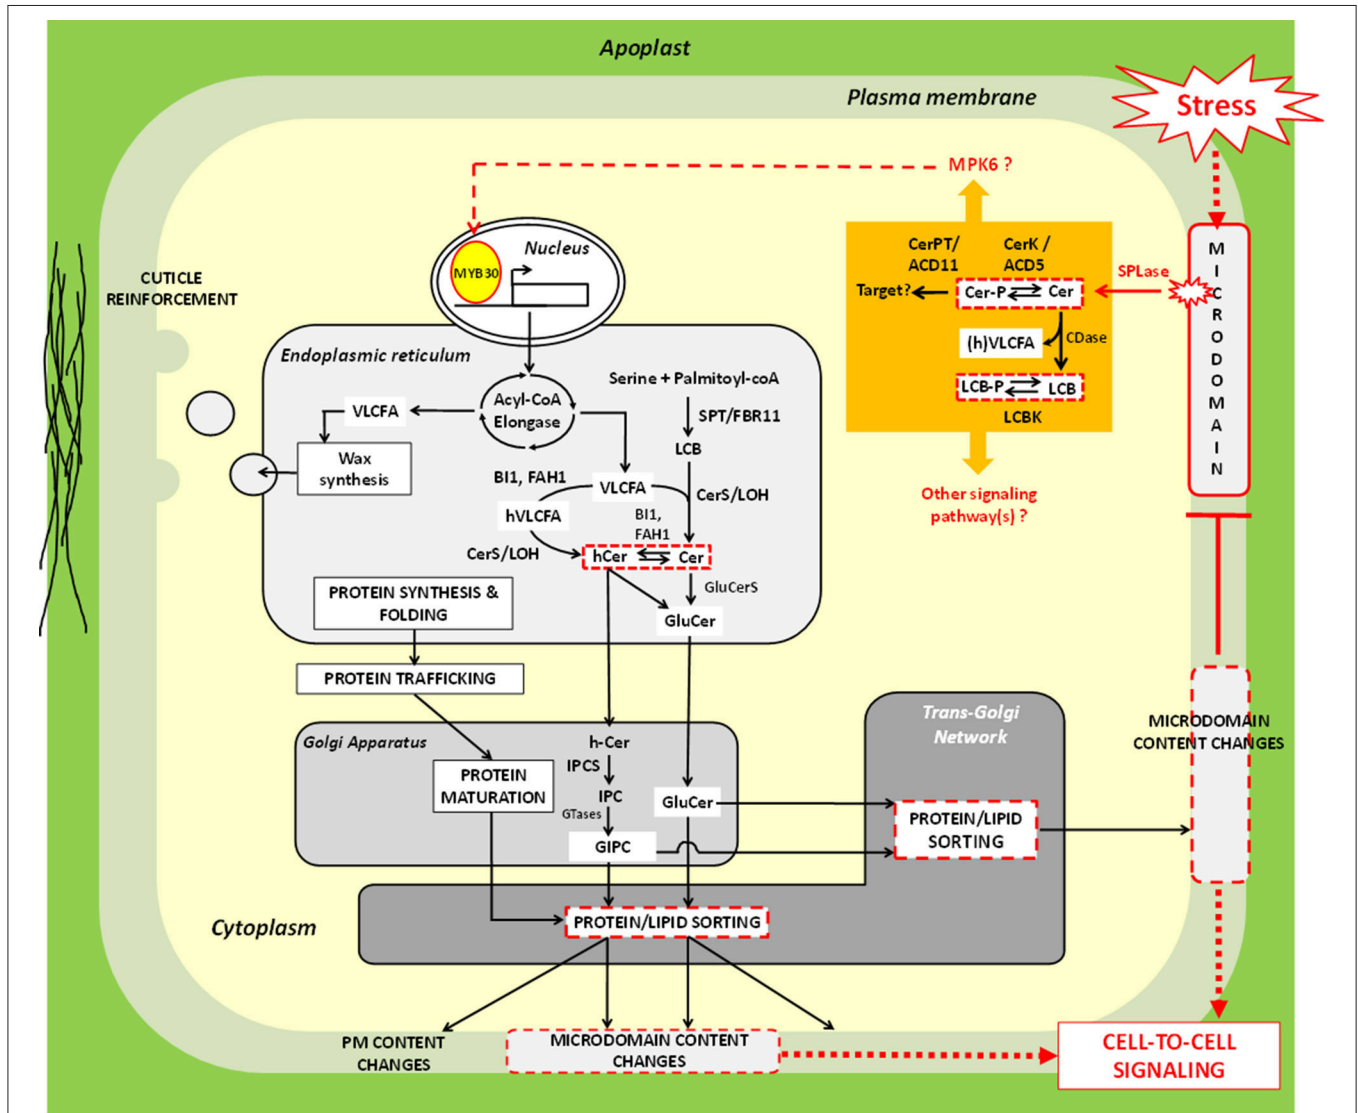 Apoplast
Plasma membrane
Stress
MPK6 ?
Nucleus
MYB30
CUTICLE
REINFORCEMENT
CerPT/
ACD11
CerK /
ACD5
Target?
Cer-P
Cer
SPLase
(h)VLCFA
CDase
LCB-P
LCB
LCBK
Other signaling
pathway(s) ?
M
I
C
R
O
D
O
M
A
I
N
Endoplasmic reticulum
Acyl-CoA
Elongase
VLCFA
Wax
synthesis
Serine + Palmitoyl-coA
SPT/FBR11
LCB
BI1, FAH1
VLCFA
CerS/LOH
hVLCFA
BI1,
FAH1
CerS/LOH
hCer
Cer
GluCerS
GluCer
PROTEIN SYNTHESIS &
FOLDING
PROTEIN TRAFFICKING
Golgi Apparatus
h-Cer
IPCS
PROTEIN
MATURATION
IPC
GTases
GluCer
GIPC
Trans-Golgi
Network
PROTEIN/LIPID
SORTING
MICRODOMAIN
CONTENT CHANGES
Cytoplasm
PROTEIN/LIPID SORTING
PM CONTENT
CHANGES
MICRODOMAIN CONTENT
CHANGES
CELL-TO-CELL
SIGNALING